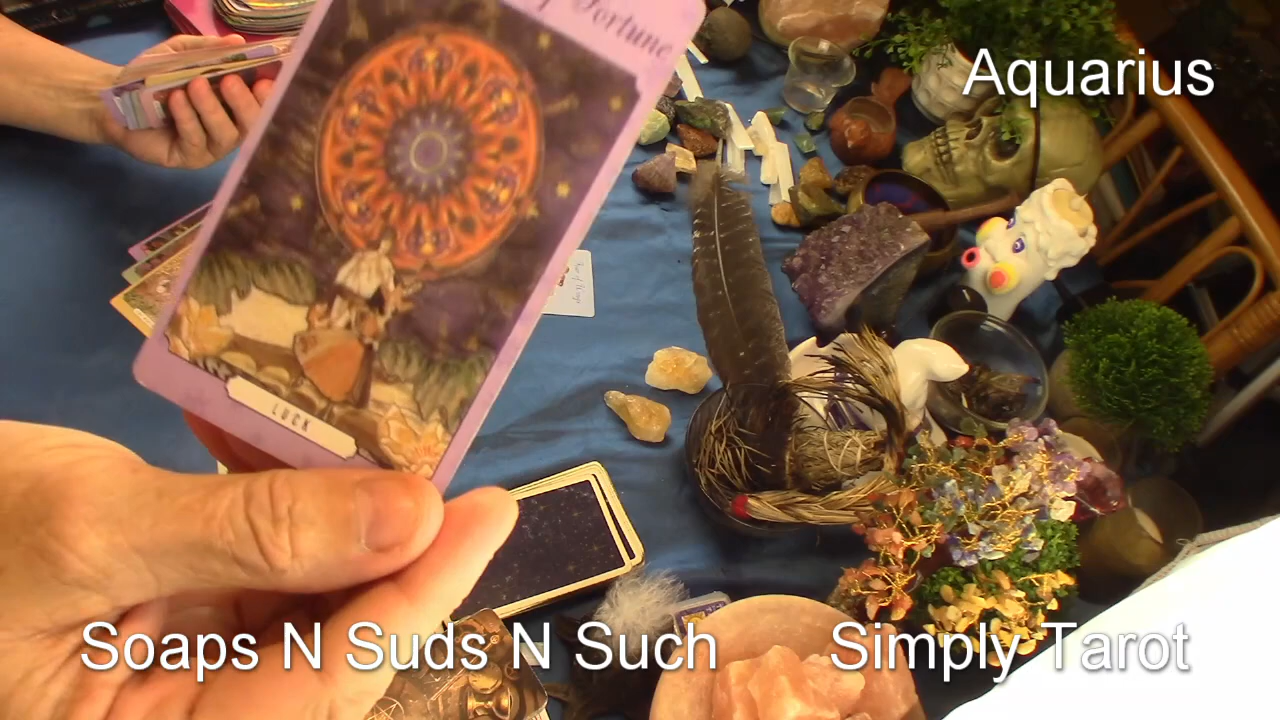 Fortune
Aquarius
LUCK
Soaps N Suds N Such
Simply Tarot